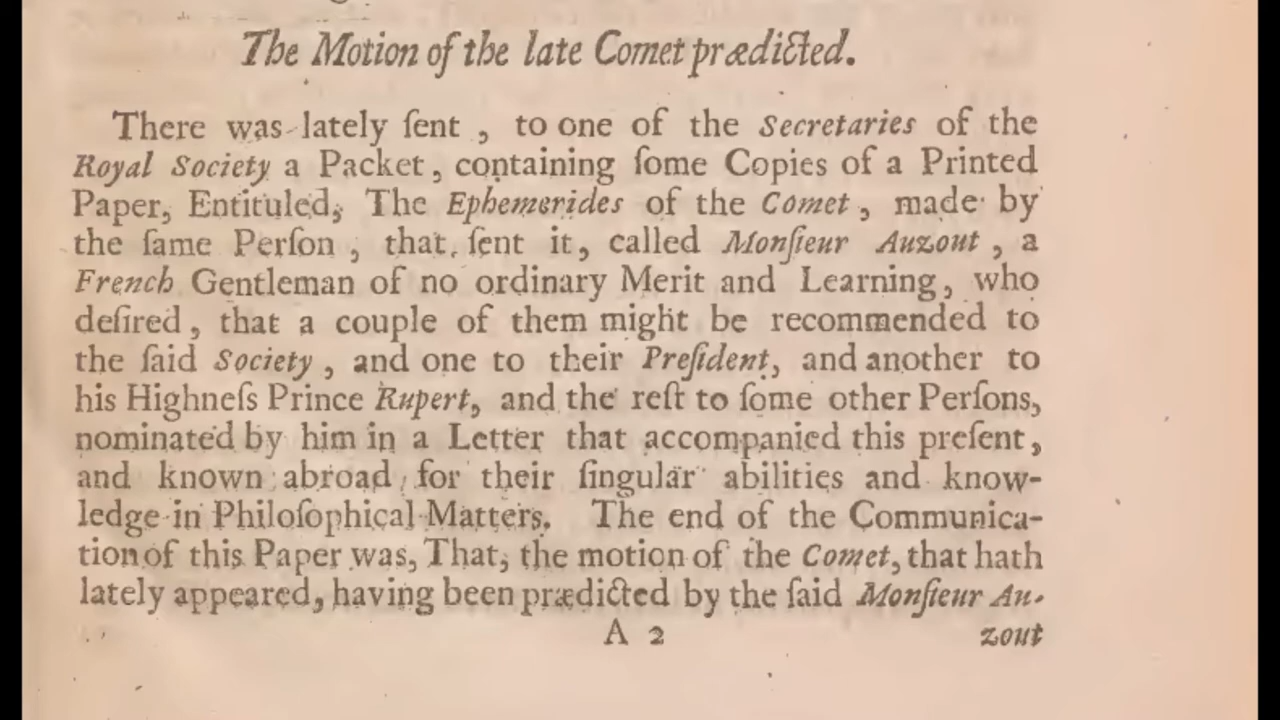 The Motion of the late Comet prædicted.
There was lately ſent , to one of the Secretaries of the
Royal Society a Packet , containing ſome Copies of a Printed
Paper, Entituled, The Ephemerides of the Comet , made by
the ſame Perſon , that ſent it , called Monſieur Auzout , a
French Gentleman of no ordinary Merit and Learning , who
deſired , that a couple of them might be recommended to
the ſaid Society , and one to their Preſident, and another to
his Highneſs Prince Rupert, and the reſt to ſome other Perſons,
nominated by him in a Letter that accompanied this preſent ,
and known abroad for their ſingular abilities and know-
ledge in Philoſophical Matters. The end of the Communica-
tion of this Paper was, That, the motion of the Comet, that hath
lately appeared, having been prædicted by the ſaid Monſieur Au-
A 2 zout